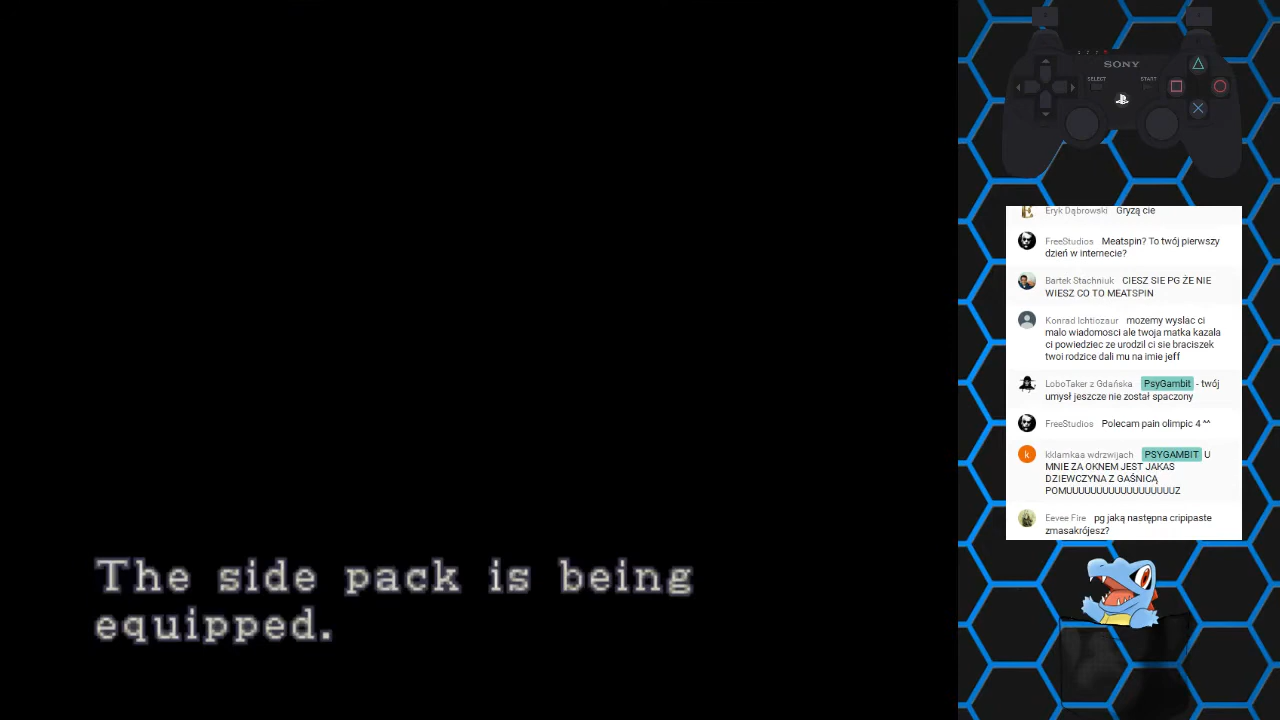 SONY
SELECT
START
Eryk Dąbrowski Gryzą cie
FreeStudios Meatspin? To twój pierwszy
dzień w internecie?
Bartek Stachniuk CIESZ SIE PG ŻE NIE
WIESZ CO TO MEATSPIN
Konrad Ichtiozaur mozemy wyslac ci
malo wiadomosci ale twoja matka kazala
ci powiedziec ze urodzil ci sie braciszek
twoi rodzice dali mu na imie jeff
LoboTaker z Gdańska PsyGambit - twój
umysł jeszcze nie został spaczony
FreeStudios Polecam pain olimpic 4 ^^
k kklamkaa wdrzwijach PSYGAMBIT U
MNIE ZA OKNEM JEST JAKAS
DZIEWCZYNA Z GAŚNICĄ
POMUUUUUUUUUUUUUUUUUUZ
Eevee Fire pg jaką następna cripipaste
zmasakrójesz?
The side pack is being
equipped.